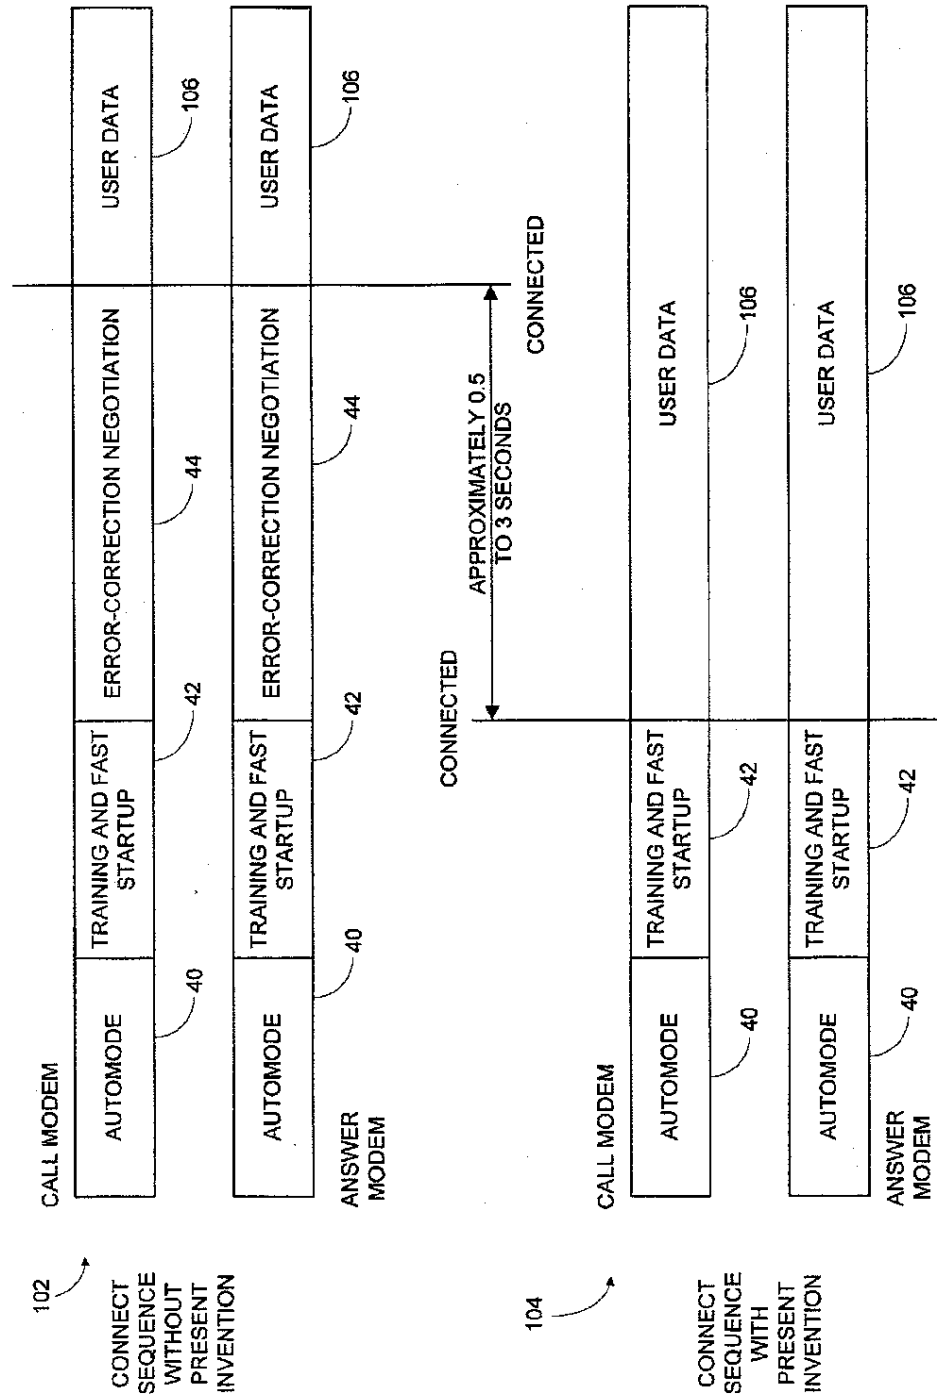 102
CONNECT
SEQUENCE
WITHOUT
PRESENT
INVENTION
CALL MODEM
AUTOMODE
TRAINING AND FAST
STARTUP
ERROR-CORRECTION NEGOTIATION
USER DATA
40
42
44
106
AUTOMODE
TRAINING AND FAST
STARTUP
ERROR-CORRECTION NEGOTIATION
USER DATA
ANSWER
MODEM
40
42
44
106
CONNECTED
APPROXIMATELY 0.5
TO 3 SECONDS
CONNECTED
104
CONNECT
SEQUENCE
WITH
PRESENT
INVENTION
CALL MODEM
AUTOMODE
TRAINING AND FAST
STARTUP
USER DATA
40
42
106
AUTOMODE
TRAINING AND FAST
STARTUP
USER DATA
ANSWER
MODEM
40
42
106